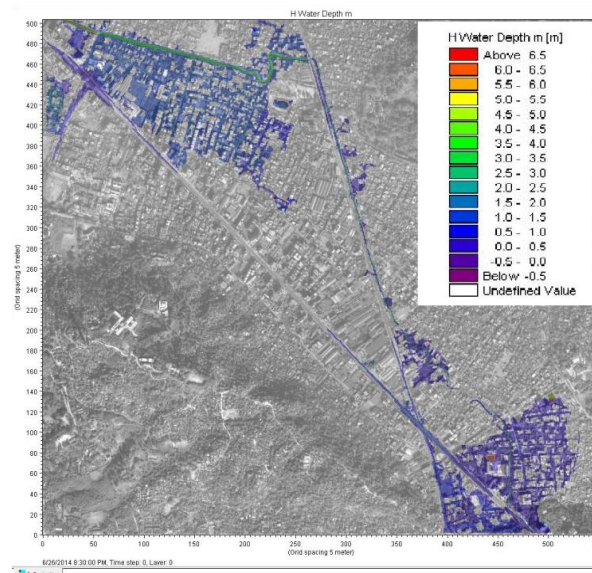 H Water Depth m
H Water Depth m [m]
Above 6.5
6.0 - 6.5
5.5 - 6.0
5.0 - 5.5
4.5 - 5.0
4.0 - 4.5
3.5 - 4.0
3.0 - 3.5
2.5 - 3.0
2.0 - 2.5
1.5 - 2.0
1.0 - 1.5
0.5 - 1.0
0.0 - 0.5
-0.5 - 0.0
Below -0.5
Undefined Value
500
480
460
440
420
400
380
360
340
320
300
280
260
240
220
200
180
160
140
120
100
80
60
40
20
0
(Grid spacing 5 meter)
0 50 100 150 200 250 300 350 400 450 500
(Grid spacing 5 meter)
6/26/2014 8:30:00 PM, Time step: 0, Layer: 0